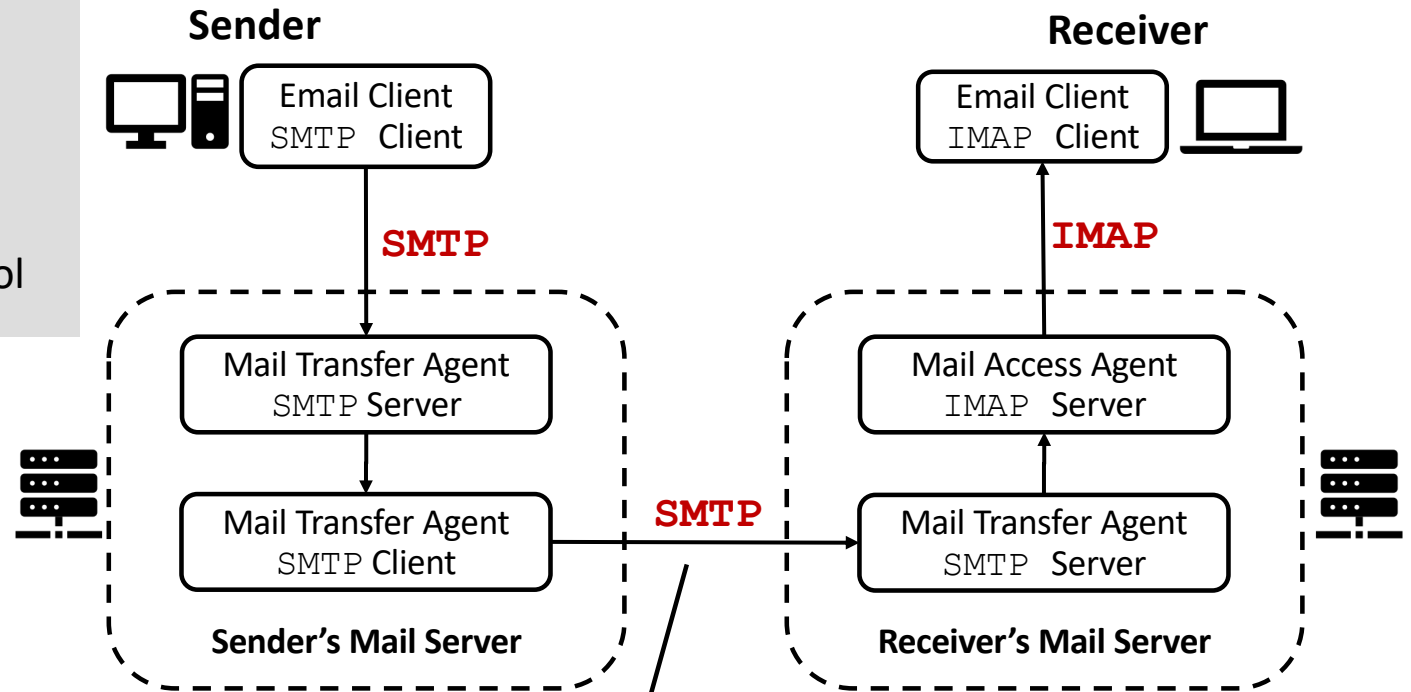 Sender
Receiver
Email Client
SMTP Client
Email Client
IMAP Client
SMTP
IMAP
ol
Mail Transfer Agent
SMTP Server
Mail Access Agent
IMAP Server
Mail Transfer Agent
SMTP Client
SMTP
Mail Transfer Agent
SMTP Server
Sender’s Mail Server
Receiver’s Mail Server